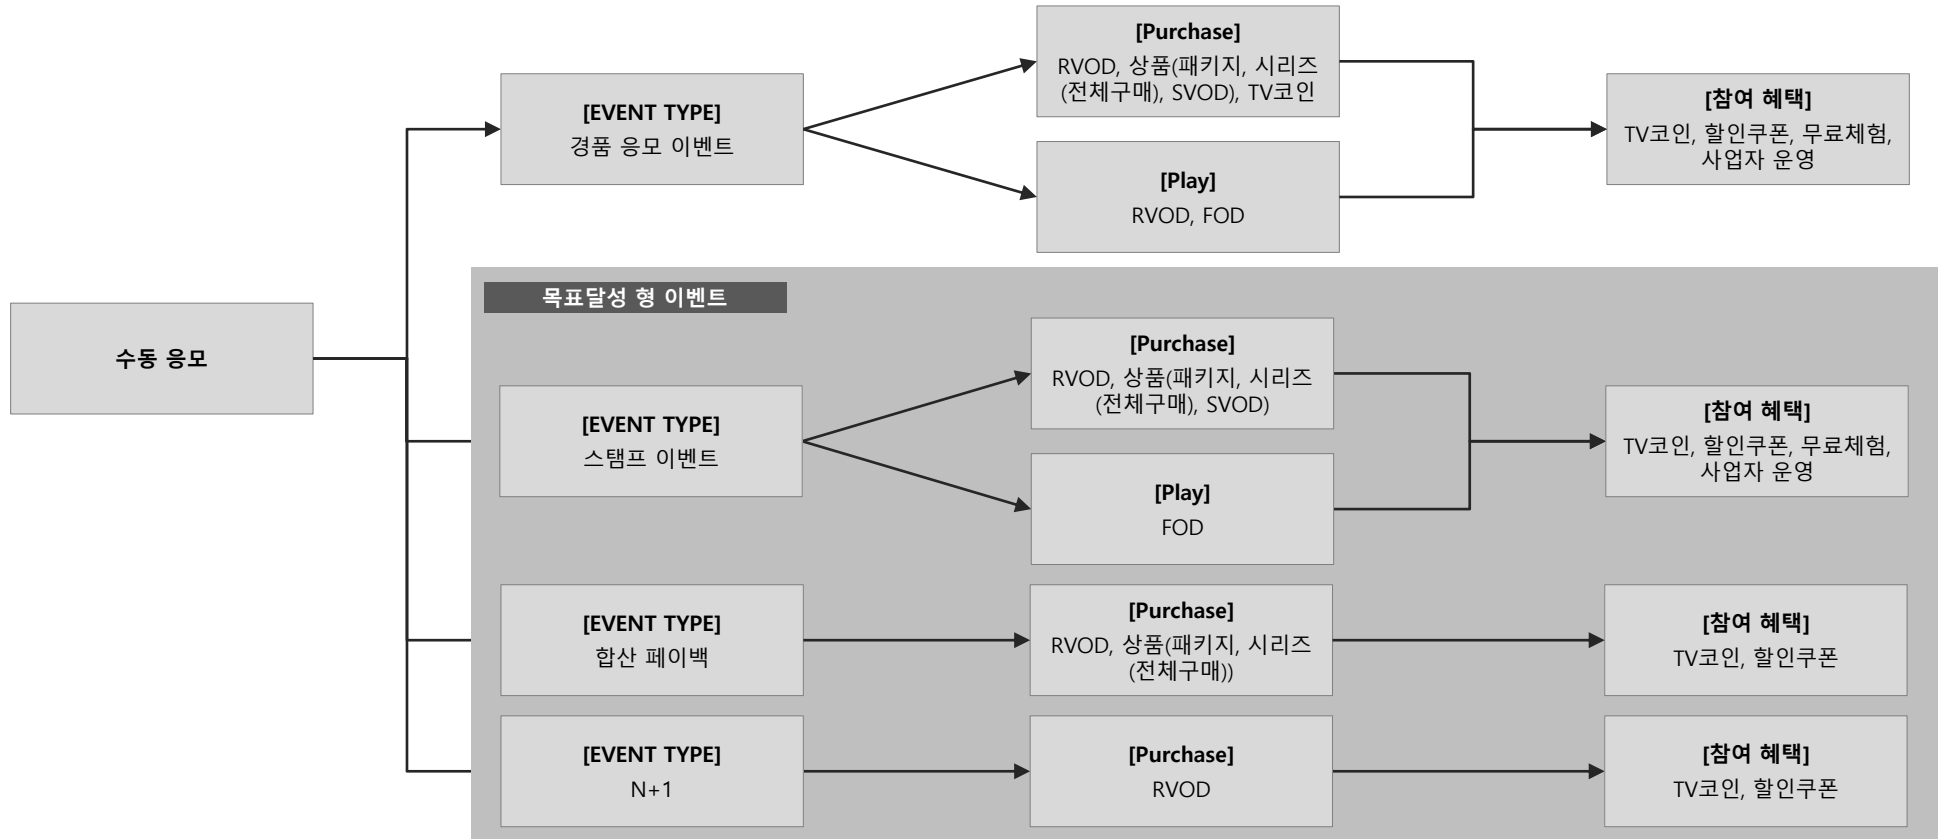 수동 응모
[EVENT TYPE]
경품 응모 이벤트
[Purchase]
RVOD, 상품(패키지, 시리즈
(전체구매), SVOD), TV코인
[Play]
RVOD, FOD
[참여 혜택]
TV코인, 할인쿠폰, 무료체험,
사업자 운영
목표달성 형 이벤트
[EVENT TYPE]
스탬프 이벤트
[Purchase]
RVOD, 상품(패키지, 시리즈
(전체구매), SVOD)
[Play]
FOD
[참여 혜택]
TV코인, 할인쿠폰, 무료체험,
사업자 운영
[EVENT TYPE]
합산 페이백
[Purchase]
RVOD, 상품(패키지, 시리즈
(전체구매))
[참여 혜택]
TV코인, 할인쿠폰
[EVENT TYPE]
N+1
[Purchase]
RVOD
[참여 혜택]
TV코인, 할인쿠폰